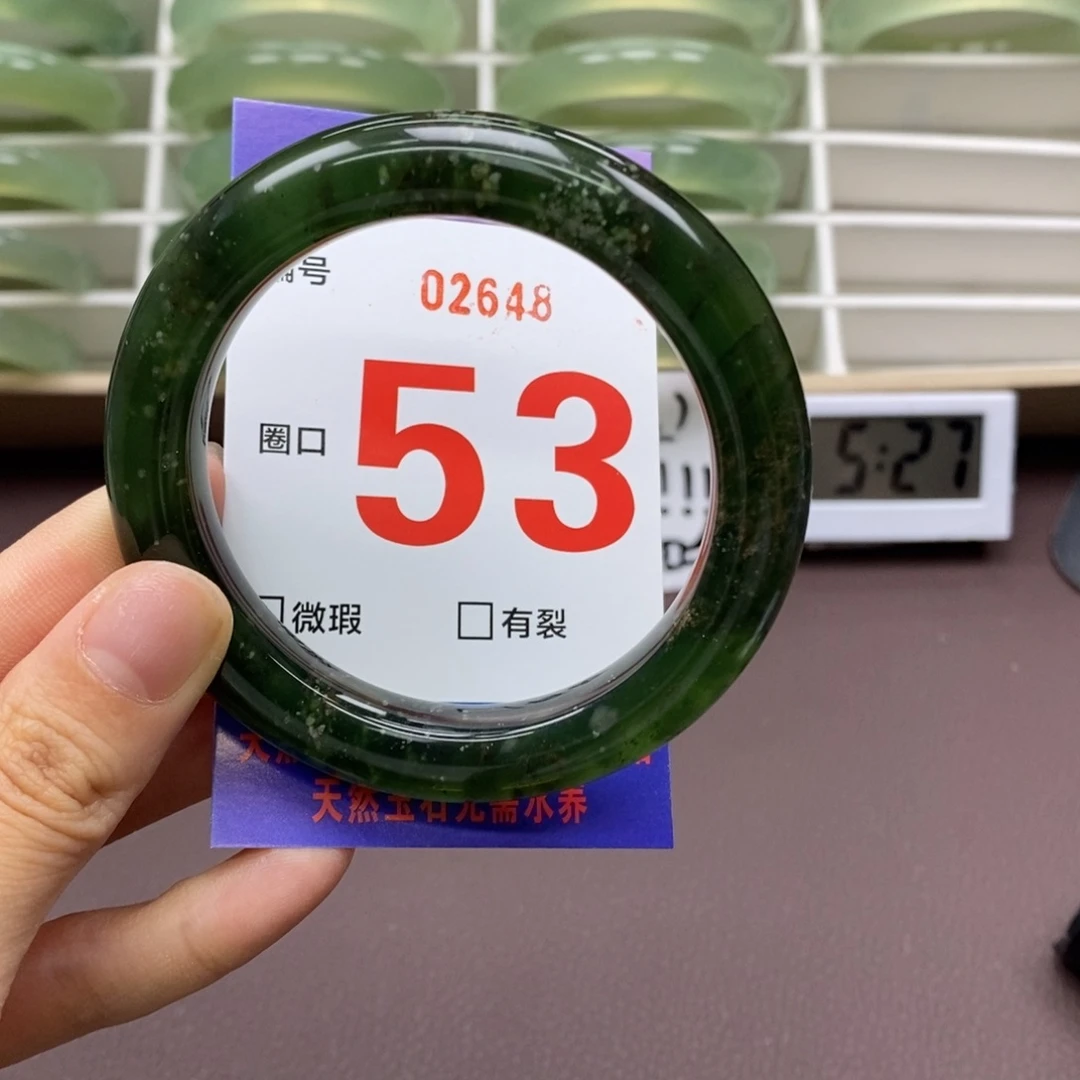 号
02648
圈口 53
5:27
□微瑕 □有裂
天然玉石无需水养